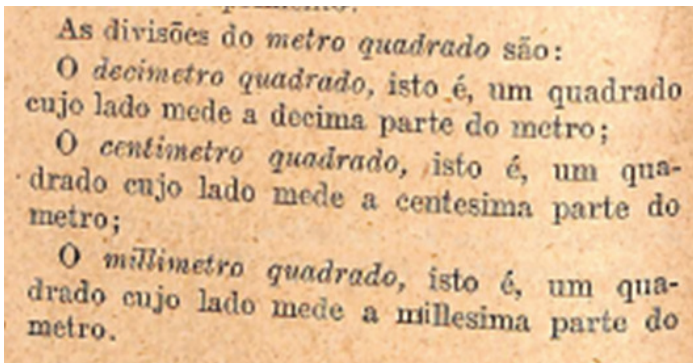 As divisões do metro quadrado são:
O decimetro quadrado, isto é, um quadrado
cujo lado mede a decima parte do metro;
O centimetro quadrado, isto é, um qua-
drado cujo lado mede a centesima parte do
metro;
O millimetro quadrado, isto é, um qua-
drado cujo lado mede a millesima parte do
metro.